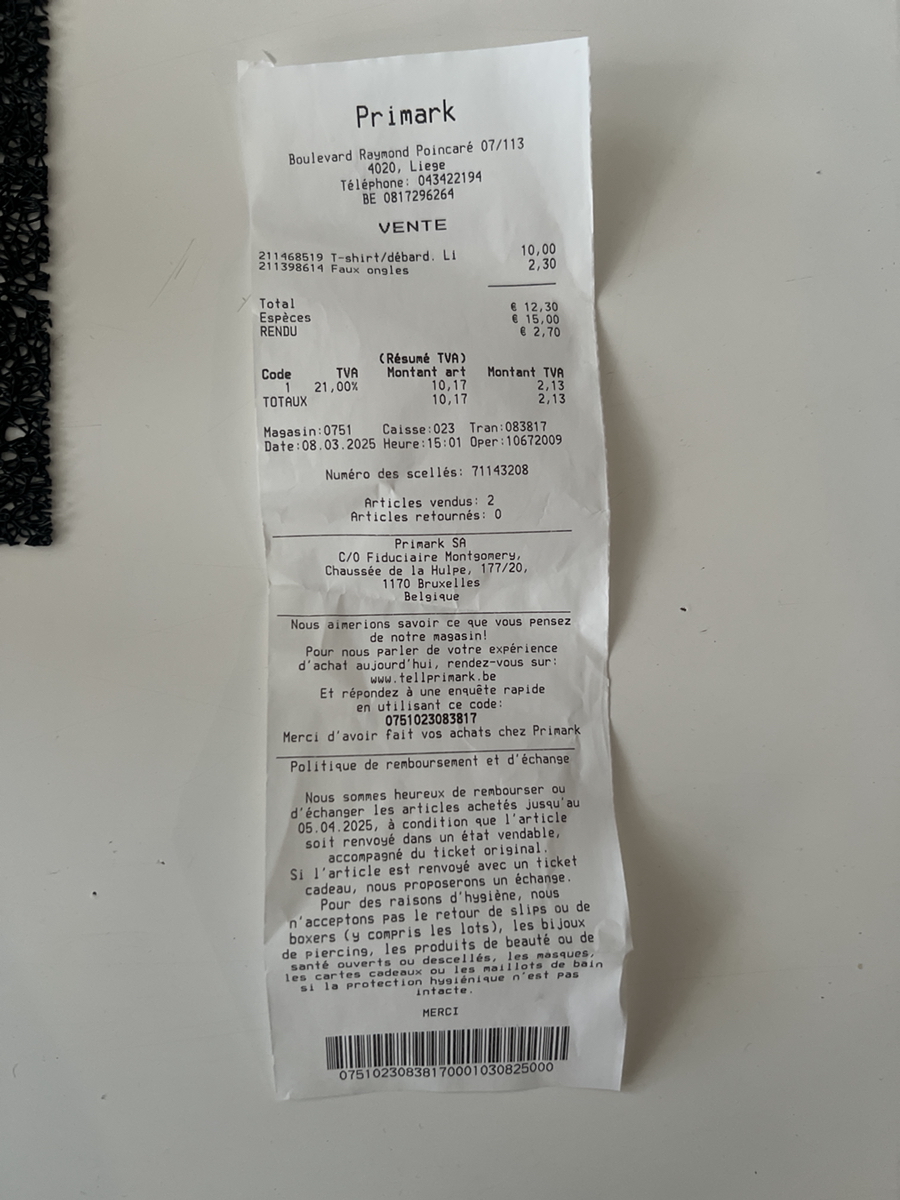 Primark
Boulevard Raymond Poincaré 07/113
4020, Liege
Téléphone: 043422194
BE 0817296264
VENTE
211468519 T-shirt/débard. Li 10,00
211398614 Faux ongles 2,30
Total € 12,30
Espèces € 15,00
RENDU € 2,70
(Résumé TVA)
Code TVA Montant art Montant TVA
1 21,00% 10,17 2,13
TOTAUX 10,17 2,13
Magasin:0751 Caisse:023 Tran:083817
Date:08.03.2025 Heure:15:01 Oper:10672009
Numéro des scellés: 71143208
Articles vendus: 2
Articles retournés: 0
Primark SA
C/O Fiduciaire Montgomery,
Chaussée de la Hulpe, 177/20,
1170 Bruxelles
Belgique
Nous aimerions savoir ce que vous pensez
de notre magasin!
Pour nous parler de votre expérience
d'achat aujourd'hui, rendez-vous sur:
www.tellprimark.be
Et répondez à une enquête rapide
en utilisant ce code:
0751023083817
Merci d'avoir fait vos achats chez Primark
Politique de remboursement et d'échange
Nous sommes heureux de rembourser ou
d'échanger les articles achetés jusqu'au
05.04.2025, à condition que l'article
soit renvoyé dans un état vendable,
accompagné du ticket original.
Si l'article est renvoyé avec un ticket
cadeau, nous proposerons un échange.
Pour des raisons d'hygiène, nous
n'acceptons pas le retour de slips ou de
boxers (y compris les lots), les bijoux
de piercing, les produits de beauté ou de
santé ouverts ou descellés, les masques,
les cartes cadeaux ou les maillots de bain
si la protection hygiénique n'est pas
intacte.
MERCI
07510230838170001030825000